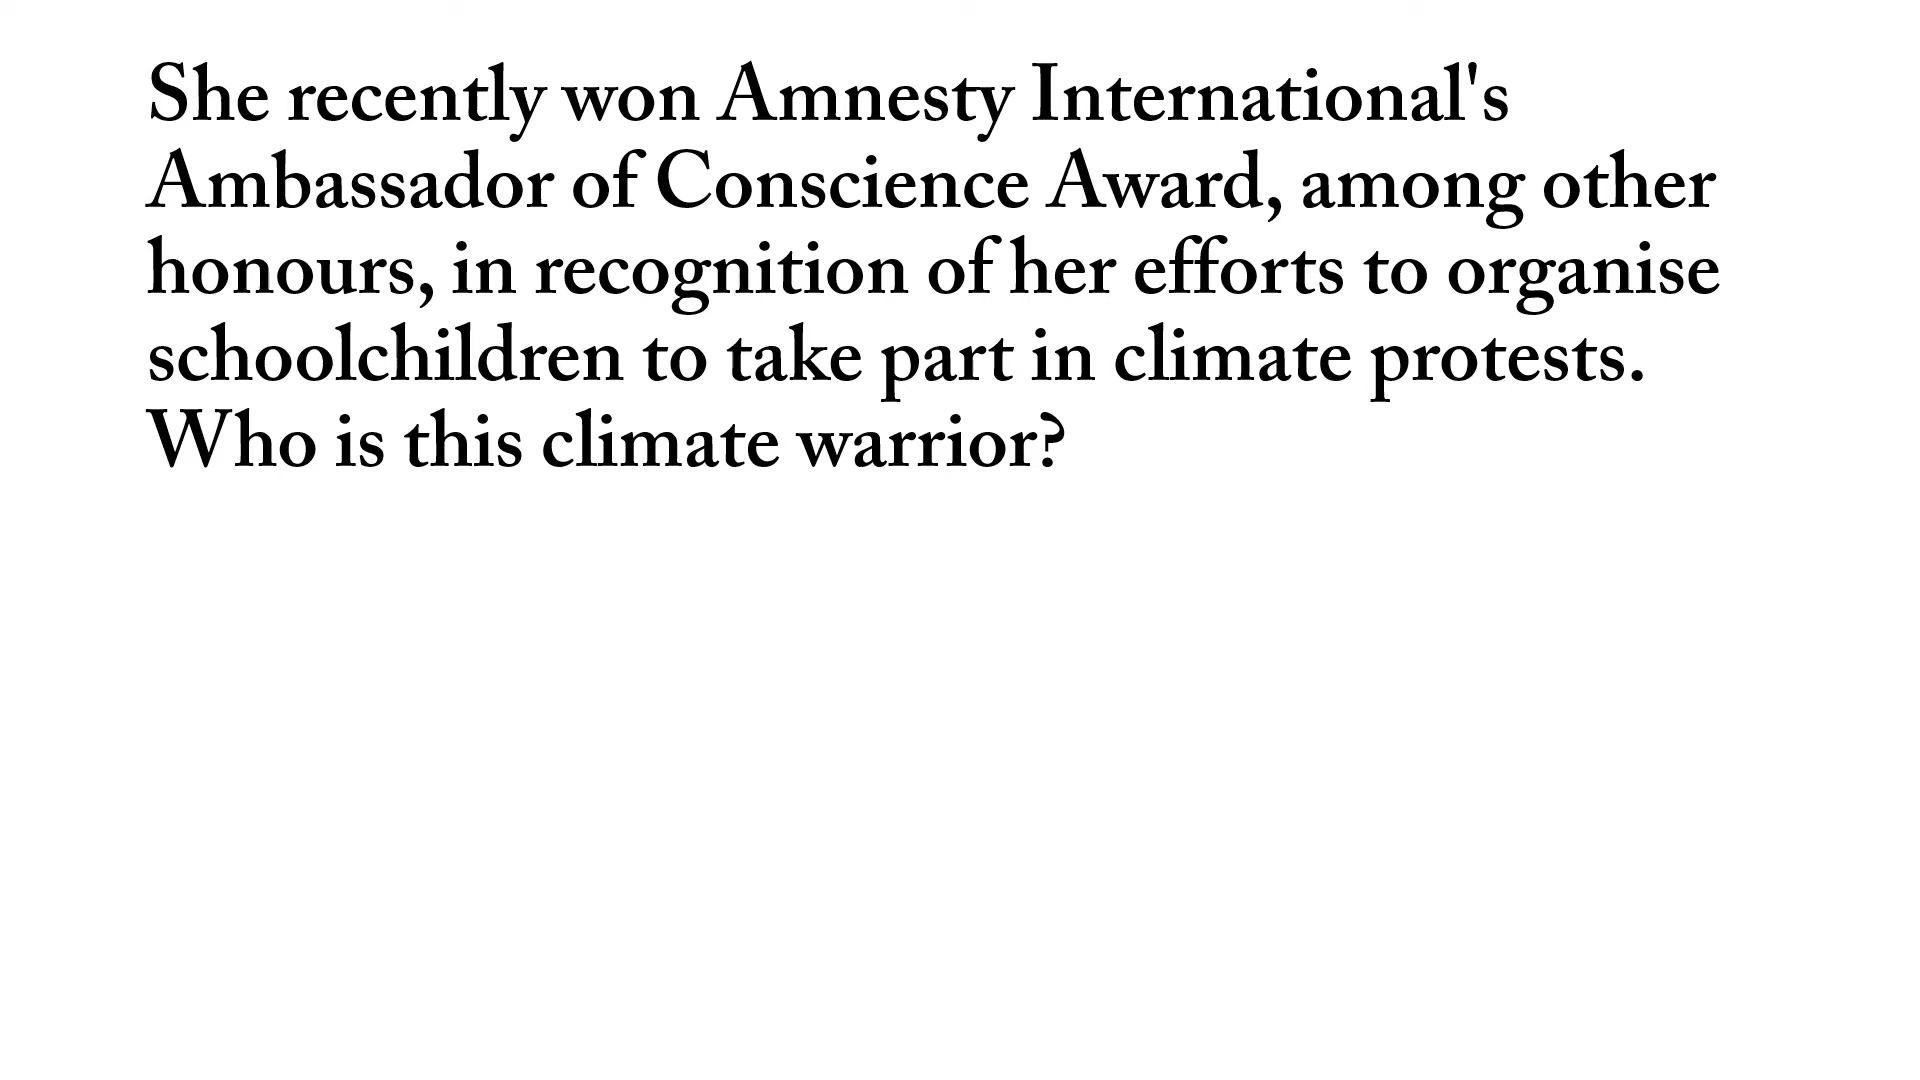 She recently won Amnesty International's
Ambassador of Conscience Award, among other
honours, in recognition of her efforts to organise
schoolchildren to take part in climate protests.
Who is this climate warrior?